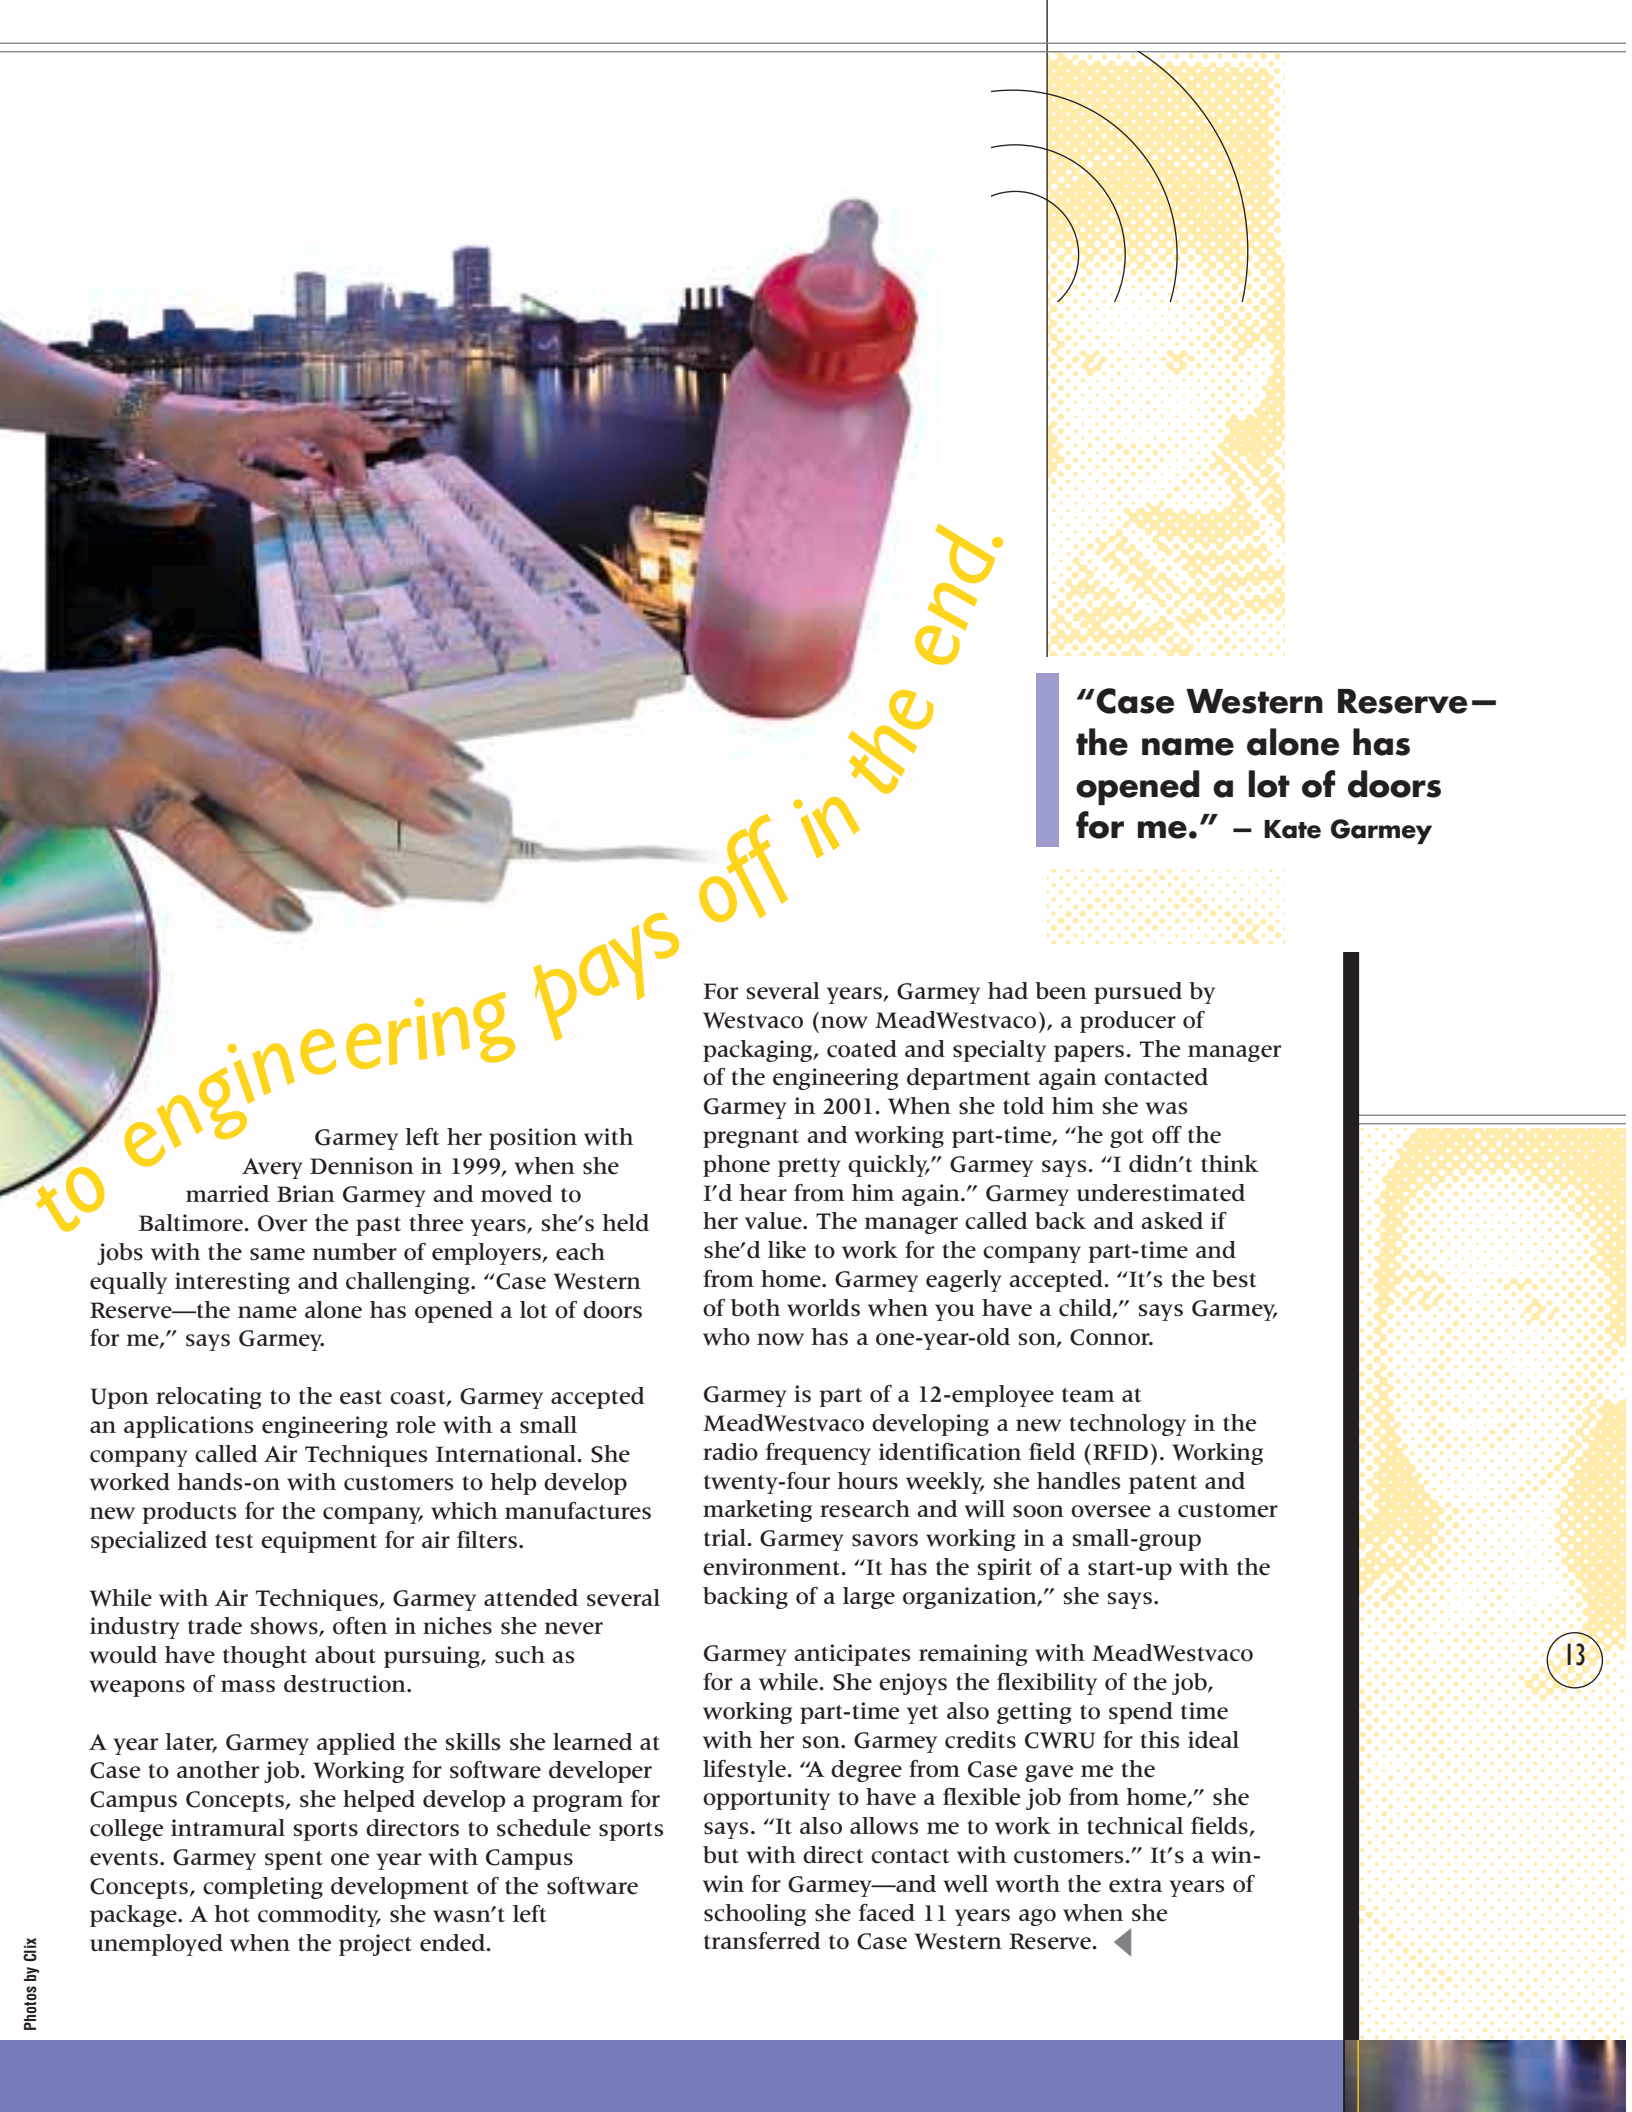 to engineering pays off in the end.
“Case Western Reserve—
the name alone has
opened a lot of doors
for me.” – Kate Garmey
Garmey left her position with
Avery Dennison in 1999, when she
married Brian Garmey and moved to
Baltimore. Over the past three years, she’s held
jobs with the same number of employers, each
equally interesting and challenging. “Case Western
Reserve—the name alone has opened a lot of doors
for me,” says Garmey.
Upon relocating to the east coast, Garmey accepted
an applications engineering role with a small
company called Air Techniques International. She
worked hands-on with customers to help develop
new products for the company, which manufactures
specialized test equipment for air filters.
While with Air Techniques, Garmey attended several
industry trade shows, often in niches she never
would have thought about pursuing, such as
weapons of mass destruction.
A year later, Garmey applied the skills she learned at
Case to another job. Working for software developer
Campus Concepts, she helped develop a program for
college intramural sports directors to schedule sports
events. Garmey spent one year with Campus
Concepts, completing development of the software
package. A hot commodity, she wasn’t left
unemployed when the project ended.
For several years, Garmey had been pursued by
Westvaco (now MeadWestvaco), a producer of
packaging, coated and specialty papers. The manager
of the engineering department again contacted
Garmey in 2001. When she told him she was
pregnant and working part-time, “he got off the
phone pretty quickly,” Garmey says. “I didn’t think
I’d hear from him again.” Garmey underestimated
her value. The manager called back and asked if
she’d like to work for the company part-time and
from home. Garmey eagerly accepted. “It’s the best
of both worlds when you have a child,” says Garmey,
who now has a one-year-old son, Connor.
Garmey is part of a 12-employee team at
MeadWestvaco developing a new technology in the
radio frequency identification field (RFID). Working
twenty-four hours weekly, she handles patent and
marketing research and will soon oversee a customer
trial. Garmey savors working in a small-group
environment. “It has the spirit of a start-up with the
backing of a large organization,” she says.
Garmey anticipates remaining with MeadWestvaco
for a while. She enjoys the flexibility of the job,
working part-time yet also getting to spend time
with her son. Garmey credits CWRU for this ideal
lifestyle. “A degree from Case gave me the
opportunity to have a flexible job from home,” she
says. “It also allows me to work in technical fields,
but with direct contact with customers.” It’s a win-
win for Garmey—and well worth the extra years of
schooling she faced 11 years ago when she
transferred to Case Western Reserve.
13
Photos by Clix